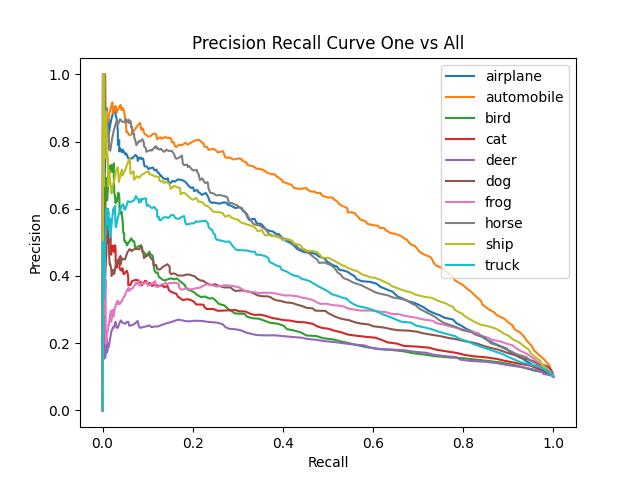 Precision Recall Curve One vs All
1.0
0.8
0.6
0.4
0.2
0.0
Precision
0.0 0.2 0.4 0.6 0.8 1.0
Recall
airplane
automobile
bird
cat
deer
dog
frog
horse
ship
truck